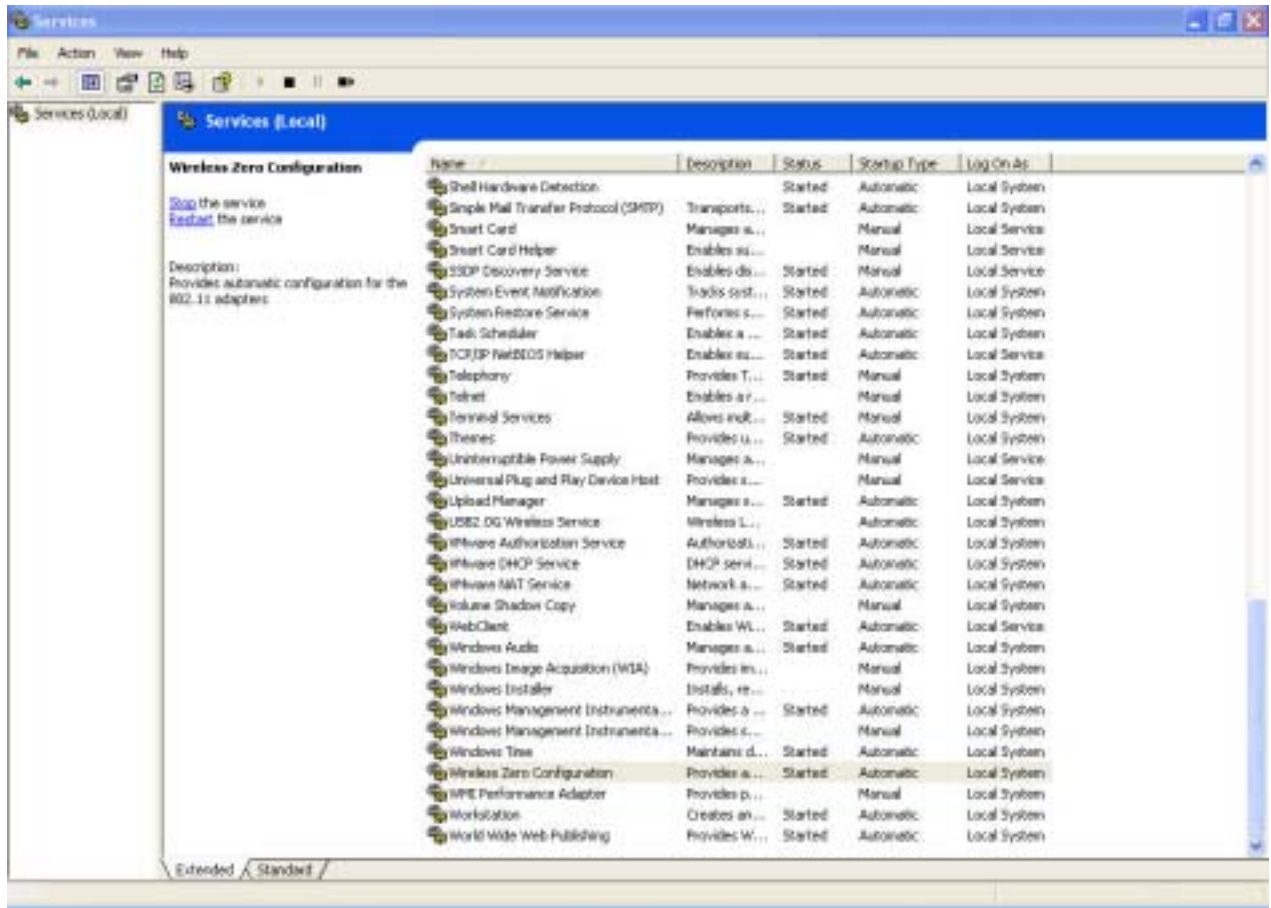 Services
File Action View Help
Services (Local)
Services (Local)
Wireless Zero Configuration
Stop the service
Restart the service
Description:
Provides automatic configuration for the
802.11 adapters
Name Description Status Startup Type Log On As
Shell Hardware Detection Started Automatic Local System
Simple Mail Transfer Protocol (SMTP) Transports... Started Automatic Local System
Smart Card Manages a... Manual Local Service
Smart Card Helper Enables su... Manual Local Service
SSDP Discovery Service Enables dis... Started Manual Local Service
System Event Notification Tracks syst... Started Automatic Local System
System Restore Service Performs s... Started Automatic Local System
Task Scheduler Enables a ... Started Automatic Local System
TCP/IP NetBIOS Helper Enables su... Started Automatic Local Service
Telephony Provides T... Started Manual Local System
Telnet Enables a r... Manual Local System
Terminal Services Allows mult... Started Manual Local System
Themes Provides u... Started Automatic Local System
Uninterruptible Power Supply Manages a... Manual Local Service
Universal Plug and Play Device Host Provides s... Manual Local Service
Upload Manager Manages s... Started Automatic Local System
USB2.0G Wireless Service Wireless L... Automatic Local System
VMware Authorization Service Authorizati... Started Automatic Local System
VMware DHCP Service DHCP servi... Started Automatic Local System
VMware NAT Service Network a... Started Automatic Local System
Volume Shadow Copy Manages a... Manual Local System
WebClient Enables Wi... Started Automatic Local Service
Windows Audio Manages a... Started Automatic Local System
Windows Image Acquisition (WIA) Provides im... Manual Local System
Windows Installer Installs, re... Manual Local System
Windows Management Instrumenta... Provides a ... Started Automatic Local System
Windows Management Instrumenta... Provides s... Manual Local System
Windows Time Maintains d... Started Automatic Local System
Wireless Zero Configuration Provides a... Started Automatic Local System
WMI Performance Adapter Provides p... Manual Local System
Workstation Creates an... Started Automatic Local System
World Wide Web Publishing Provides W... Started Automatic Local System
Extended Standard